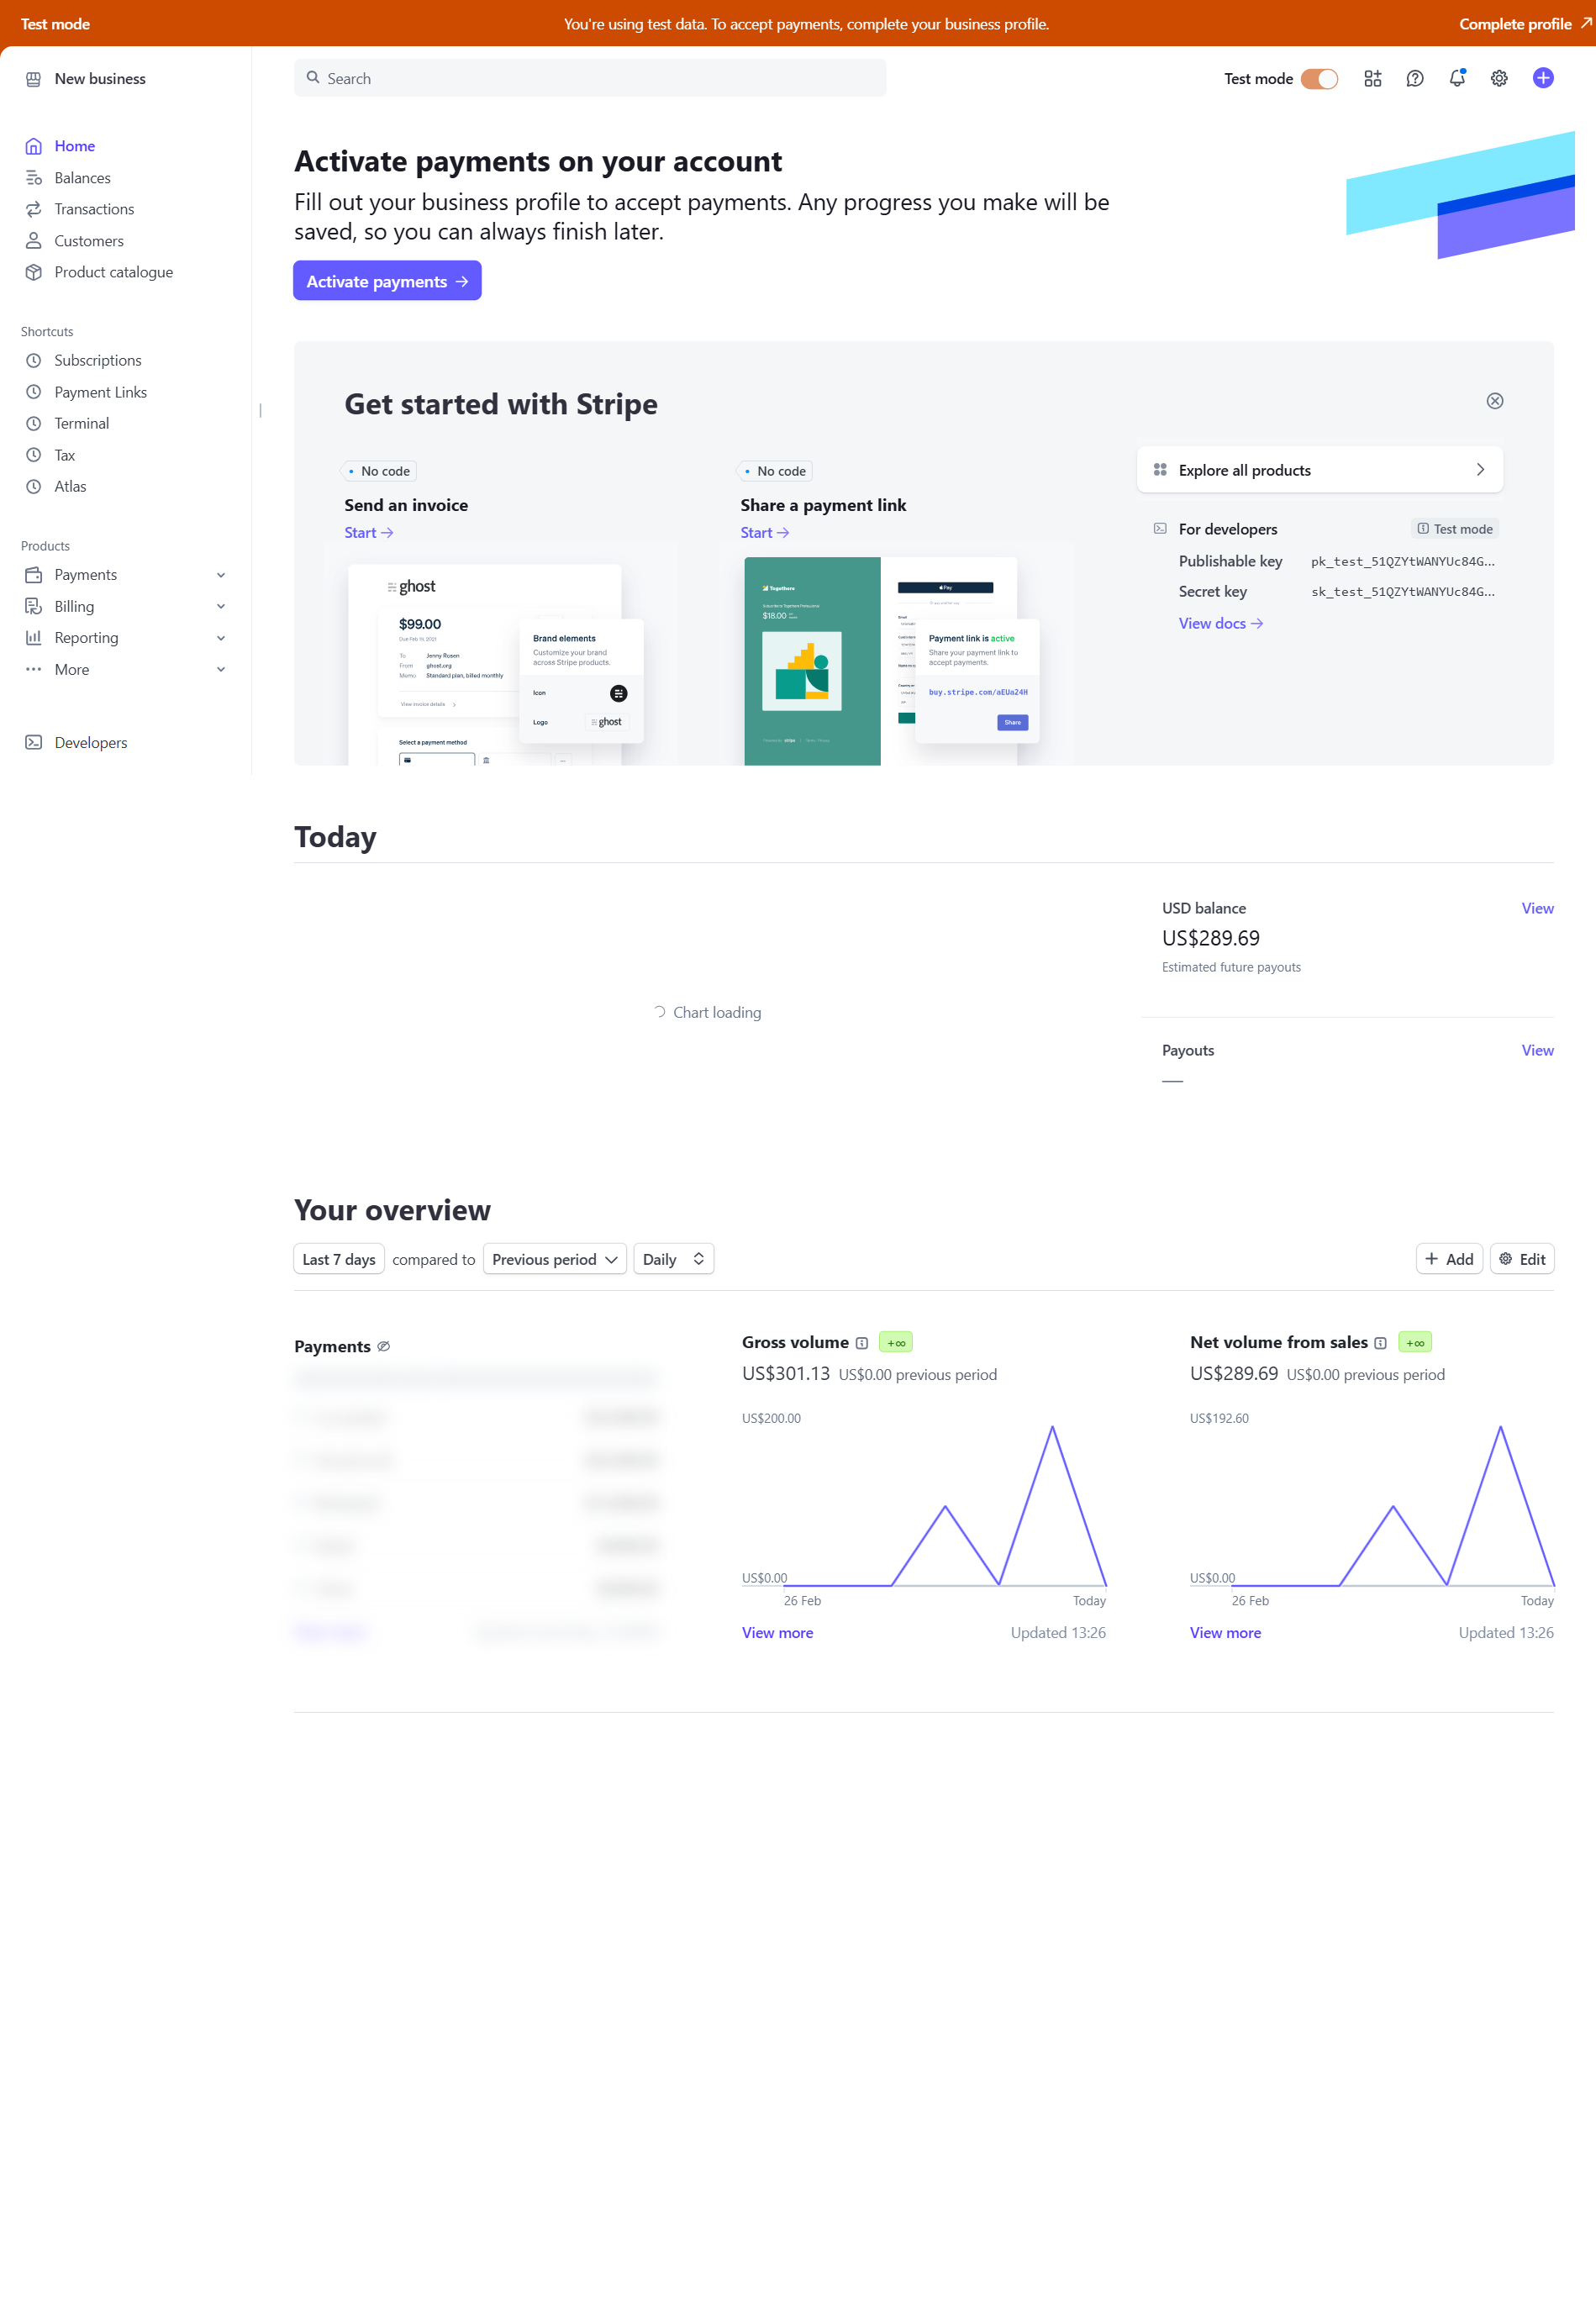 Test mode
You're using test data. To accept payments, complete your business profile.
Complete profile
New business
Search
Test mode
Home
Balances
Transactions
Customers
Product catalogue
Shortcuts
Subscriptions
Payment Links
Terminal
Tax
Atlas
Products
Payments
Billing
Reporting
More
Developers
Activate payments on your account
Fill out your business profile to accept payments. Any progress you make will be
saved, so you can always finish later.
Activate payments
Get started with Stripe
No code
Send an invoice
Start
ghost
$99.00
Due Feb 19, 2021
To Jenny Rosen
From ghost.org
Memo Standard plan, billed monthly
View invoice details
Select a payment method
Brand elements
Customize your brand
across Stripe products.
Icon
Logo
ghost
No code
Share a payment link
Start
Togethere
$18.00
Pay
Payment link is active
Share your payment link to
accept payments.
buy.stripe.com/aEUa24H
Share
Explore all products
For developers
Test mode
Publishable key pk_test_51QZYtWANYUc84G...
Secret key sk_test_51QZYtWANYUc84G...
View docs
Today
Chart loading
USD balance
View
US$289.69
Estimated future payouts
Payouts
View
—
Your overview
Last 7 days compared to Previous period Daily
Add
Edit
Payments
Gross volume +∞
US$301.13 US$0.00 previous period
US$200.00
US$0.00
26 Feb Today
View more Updated 13:26
Net volume from sales +∞
US$289.69 US$0.00 previous period
US$192.60
US$0.00
26 Feb Today
View more Updated 13:26